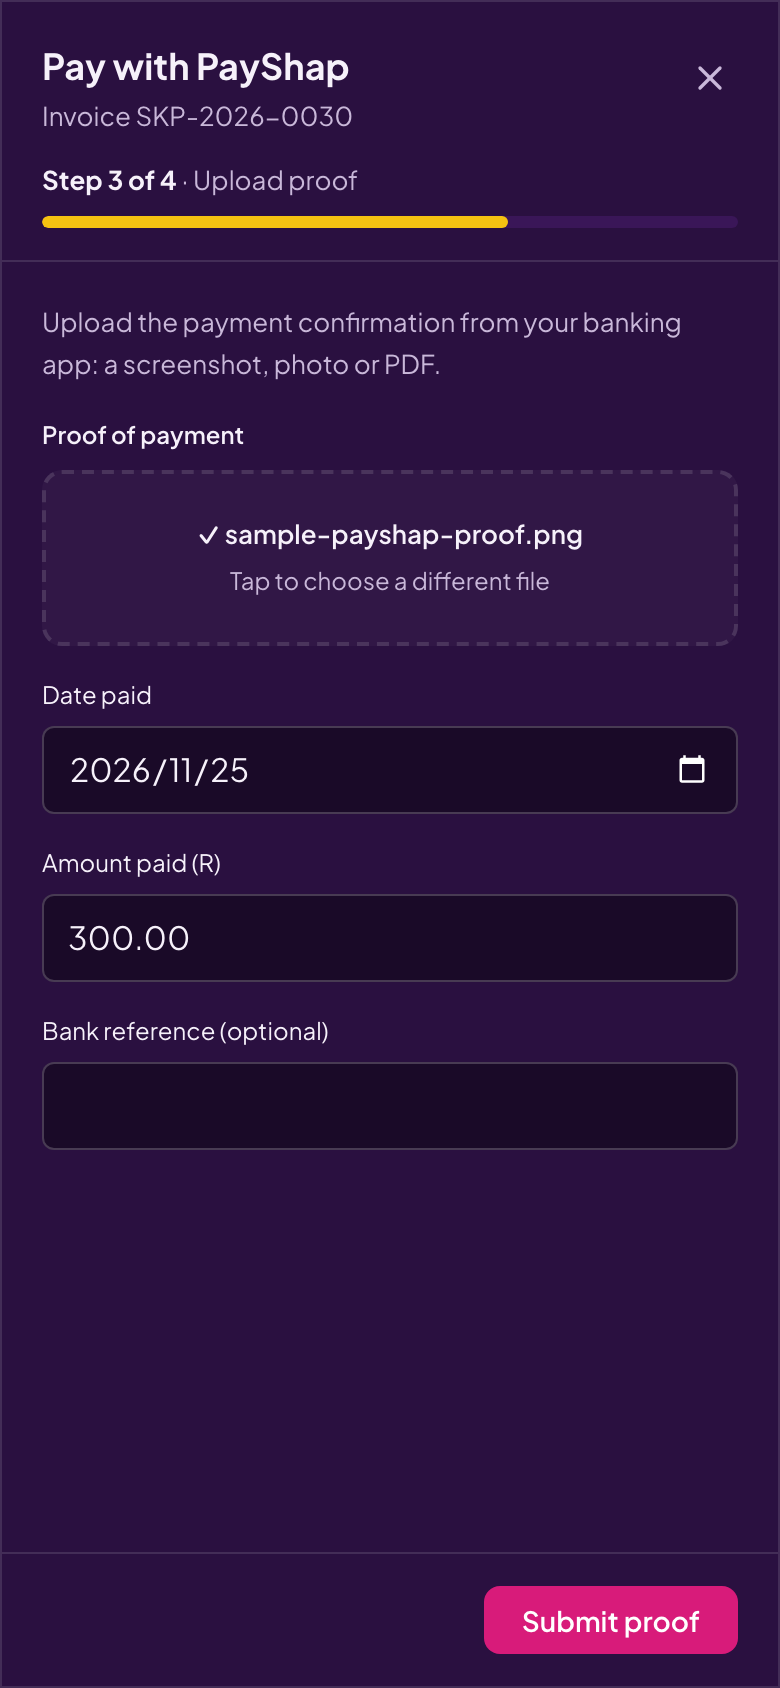 Pay with PayShap
Invoice SKP-2026-0030
Step 3 of 4 · Upload proof
Upload the payment confirmation from your banking
app: a screenshot, photo or PDF.
Proof of payment
✓ sample-payshap-proof.png
Tap to choose a different file
Date paid
2026/11/25
Amount paid (R)
300.00
Bank reference (optional)
Submit proof